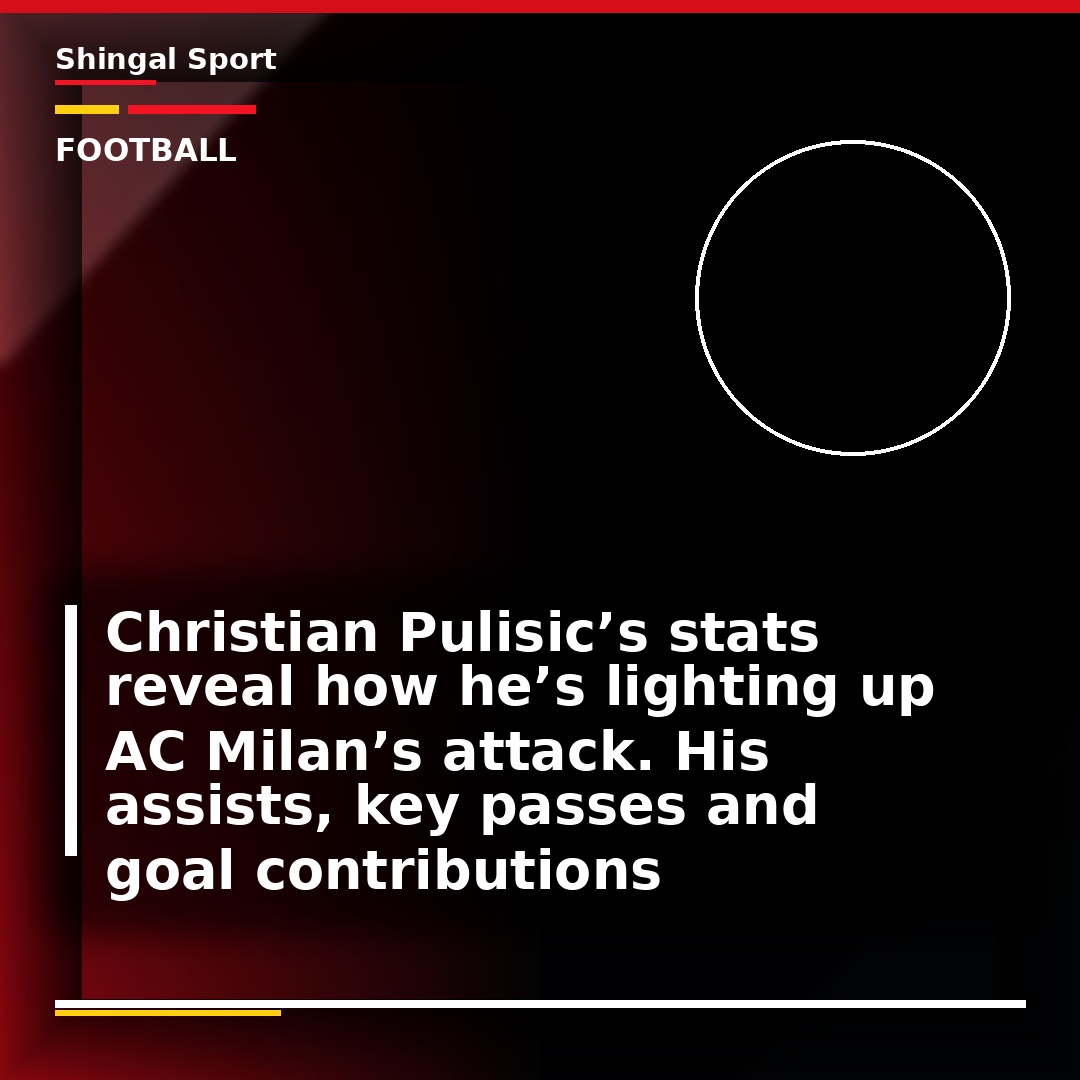 Shingal Sport
FOOTBALL
Christian Pulisic’s stats
reveal how he’s lighting up
AC Milan’s attack. His
assists, key passes and
goal contributions